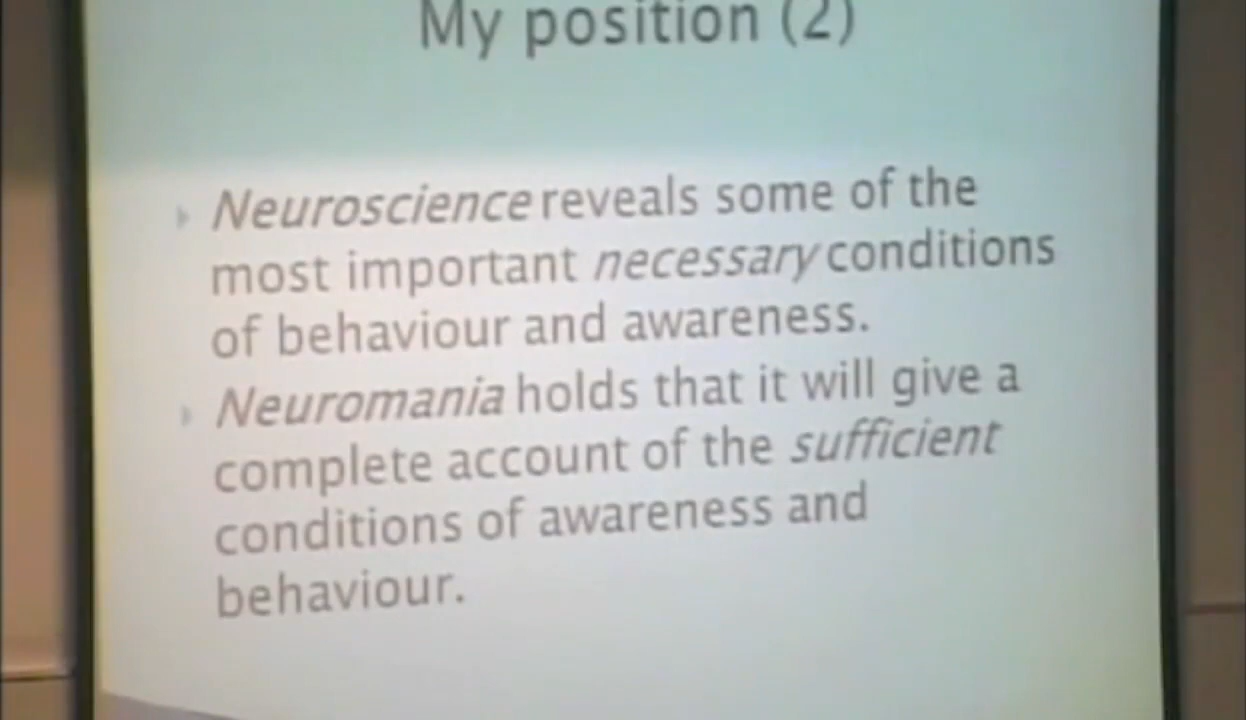 My position (2)
Neuroscience reveals some of the
most important necessary conditions
of behaviour and awareness.
Neuromania holds that it will give a
complete account of the sufficient
conditions of awareness and
behaviour.